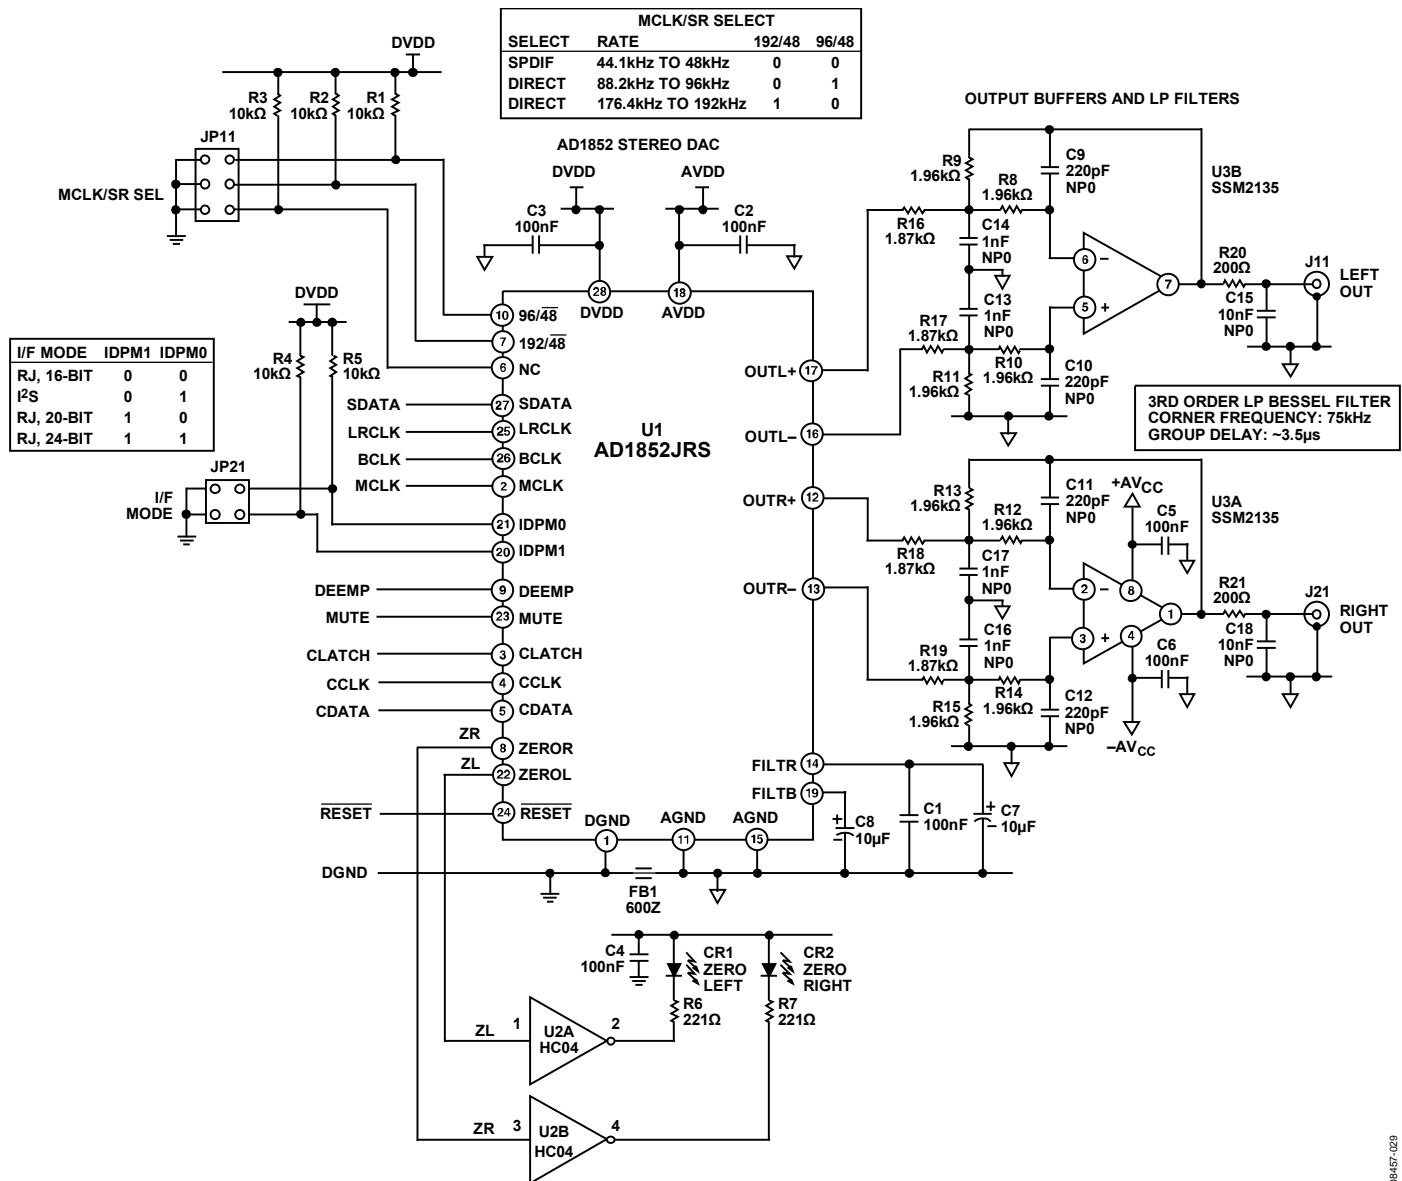 MCLK/SR SELECT
SELECT RATE 192/48 96/48
SPDIF 44.1kHz TO 48kHz 0 0
DIRECT 88.2kHz TO 96kHz 0 1
DIRECT 176.4kHz TO 192kHz 1 0
DVDD
R3 10kΩ
R2 10kΩ
R1 10kΩ
JP11
MCLK/SR SEL
AD1852 STEREO DAC
DVDD
AVDD
C3 100nF
C2 100nF
OUTPUT BUFFERS AND LP FILTERS
R9 1.96kΩ
R8 1.96kΩ
C9 220pF NP0
U3B SSM2135
R16 1.87kΩ
C14 1nF NP0
6 –
5 +
7
R20 200Ω
J11
LEFT OUT
C15 10nF NP0
C13 1nF NP0
R17 1.87kΩ
R10 1.96kΩ
R11 1.96kΩ
C10 220pF NP0
3RD ORDER LP BESSEL FILTER
CORNER FREQUENCY: 75kHz
GROUP DELAY: ~3.5µs
I/F MODE IDPM1 IDPM0
RJ, 16-BIT 0 0
I2S 0 1
RJ, 20-BIT 1 0
RJ, 24-BIT 1 1
DVDD
R4 10kΩ
R5 10kΩ
JP21
I/F MODE
28 DVDD
18 AVDD
10 96/48
7 192/48
6 NC
SDATA 27 SDATA
LRCLK 25 LRCLK
BCLK 26 BCLK
MCLK 2 MCLK
21 IDPM0
20 IDPM1
DEEMP 9 DEEMP
MUTE 23 MUTE
CLATCH 3 CLATCH
CCLK 4 CCLK
CDATA 5 CDATA
ZR 8 ZEROR
ZL 22 ZEROL
RESET 24 RESET
U1
AD1852JRS
OUTL+ 17
OUTL– 16
OUTR+ 12
OUTR– 13
FILTR 14
FILTB 19
DGND 1
AGND 11
AGND 15
R13 1.96kΩ
R12 1.96kΩ
C11 220pF NP0
+AVCC
C5 100nF
U3A SSM2135
R18 1.87kΩ
C17 1nF NP0
2 –
3 +
8
4
1
R21 200Ω
J21
RIGHT OUT
C18 10nF NP0
C16 1nF NP0
C6 100nF
R19 1.87kΩ
R14 1.96kΩ
R15 1.96kΩ
C12 220pF NP0
–AVCC
+ – C8 10µF
C1 100nF
+ – C7 10µF
DGND
FB1 600Z
C4 100nF
CR1 ZERO LEFT
CR2 ZERO RIGHT
R6 221Ω
R7 221Ω
ZL 1 U2A HC04 2
ZR 3 U2B HC04 4
08457-029